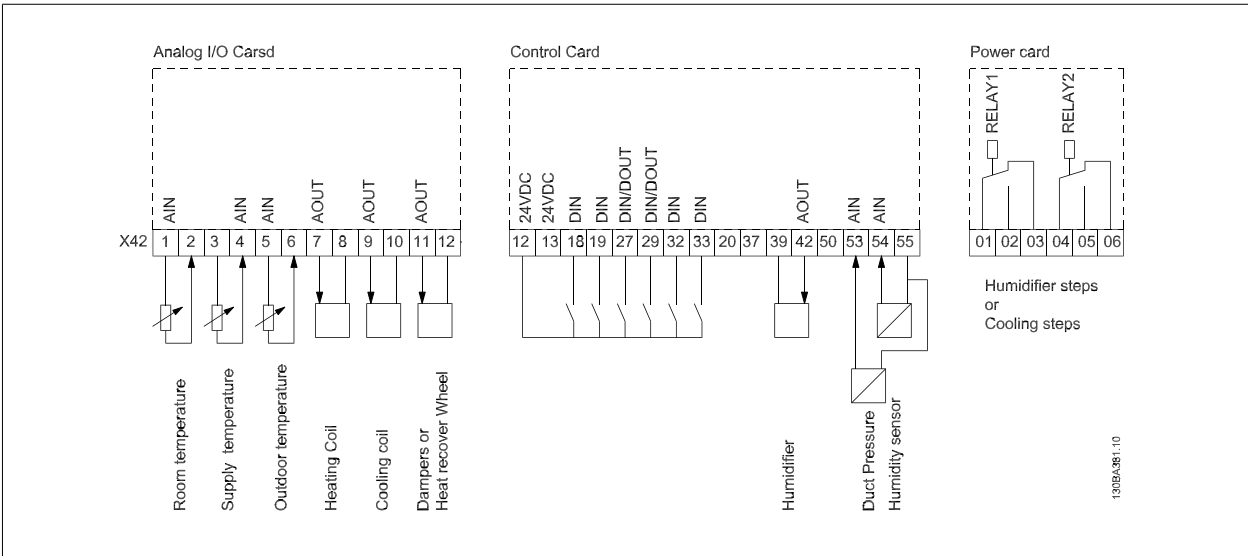 Analog I/O Carsd
Control Card
Power card
AIN
AIN
AIN
AOUT
AOUT
AOUT
24VDC
24VDC
DIN
DIN
DIN/DOUT
DIN/DOUT
DIN
DIN
AOUT
AIN
AIN
RELAY1
RELAY2
X42 1 2 3 4 5 6 7 8 9 10 11 12
12 13 18 19 27 29 32 33 20 37 39 42 50 53 54 55
01 02 03 04 05 06
Humidifier steps
or
Cooling steps
Room temperature
Supply temperature
Outdoor temperature
Heating Coil
Cooling coil
Dampers or
Heat recover Wheel
Humidifier
Duct Pressure
Humidity sensor
130BA381.10